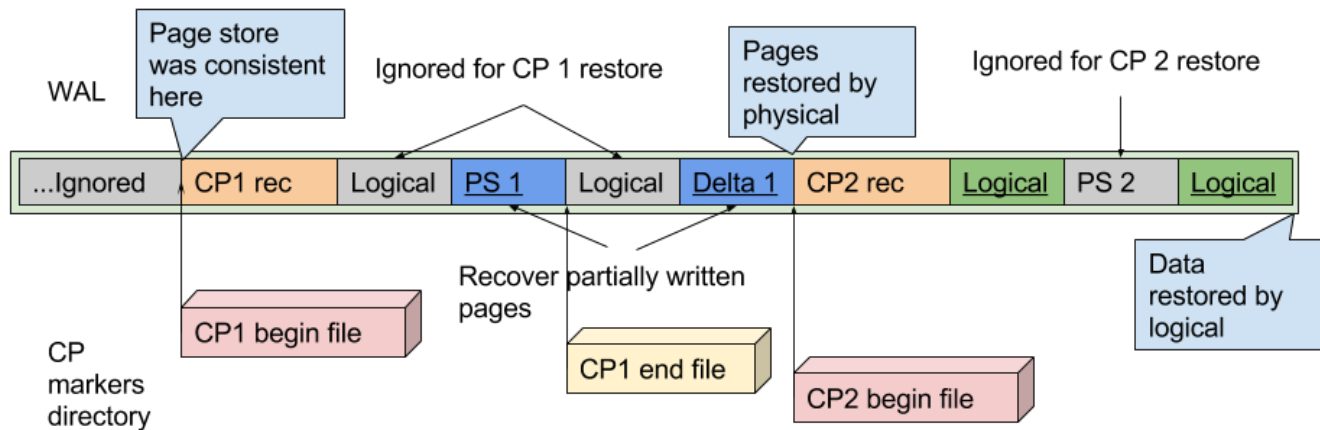 Page store
was consistent
here
WAL
Ignored for CP 1 restore
Pages
restored by
physical
Ignored for CP 2 restore
...Ignored
CP1 rec
Logical
PS 1
Logical
Delta 1
CP2 rec
Logical
PS 2
Logical
Recover partially written
pages
Data
restored by
logical
CP1 begin file
CP1 end file
CP2 begin file
CP
markers
directory